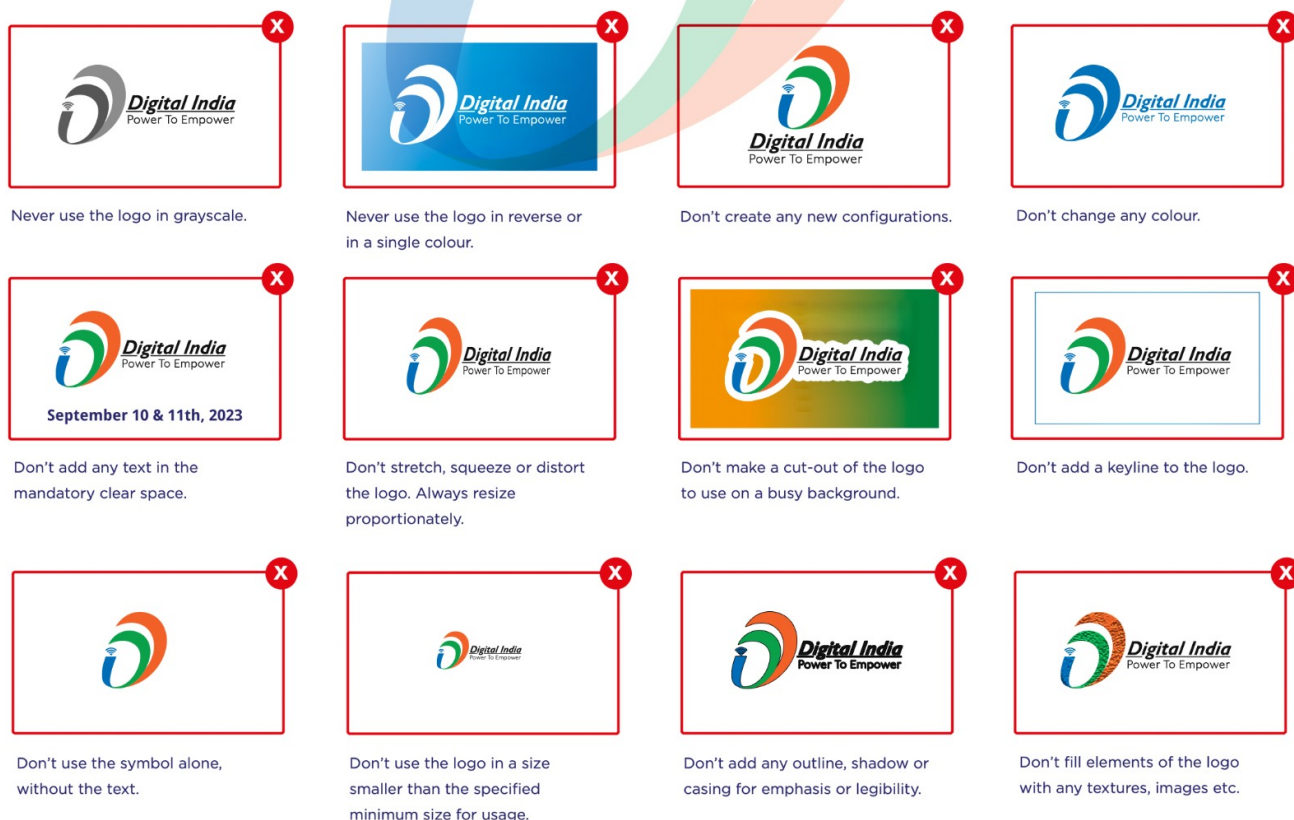 X
X
X
X
Digital India
Power To Empower
Digital India
Power To Empower
Digital India
Power To Empower
Digital India
Power To Empower
Never use the logo in grayscale.
Never use the logo in reverse or
in a single colour.
Don't create any new configurations.
Don't change any colour.
X
X
X
X
Digital India
Power To Empower
September 10 & 11th, 2023
Digital India
Power To Empower
Digital India
Power To Empower
Digital India
Power To Empower
Don't add any text in the
mandatory clear space.
Don't stretch, squeeze or distort
the logo. Always resize
proportionately.
Don't make a cut-out of the logo
to use on a busy background.
Don't add a keyline to the logo.
X
X
X
X
Digital India
Power To Empower
Digital India
Power To Empower
Digital India
Power To Empower
Don't use the symbol alone,
without the text.
Don't use the logo in a size
smaller than the specified
minimum size for usage.
Don't add any outline, shadow or
casing for emphasis or legibility.
Don't fill elements of the logo
with any textures, images etc.